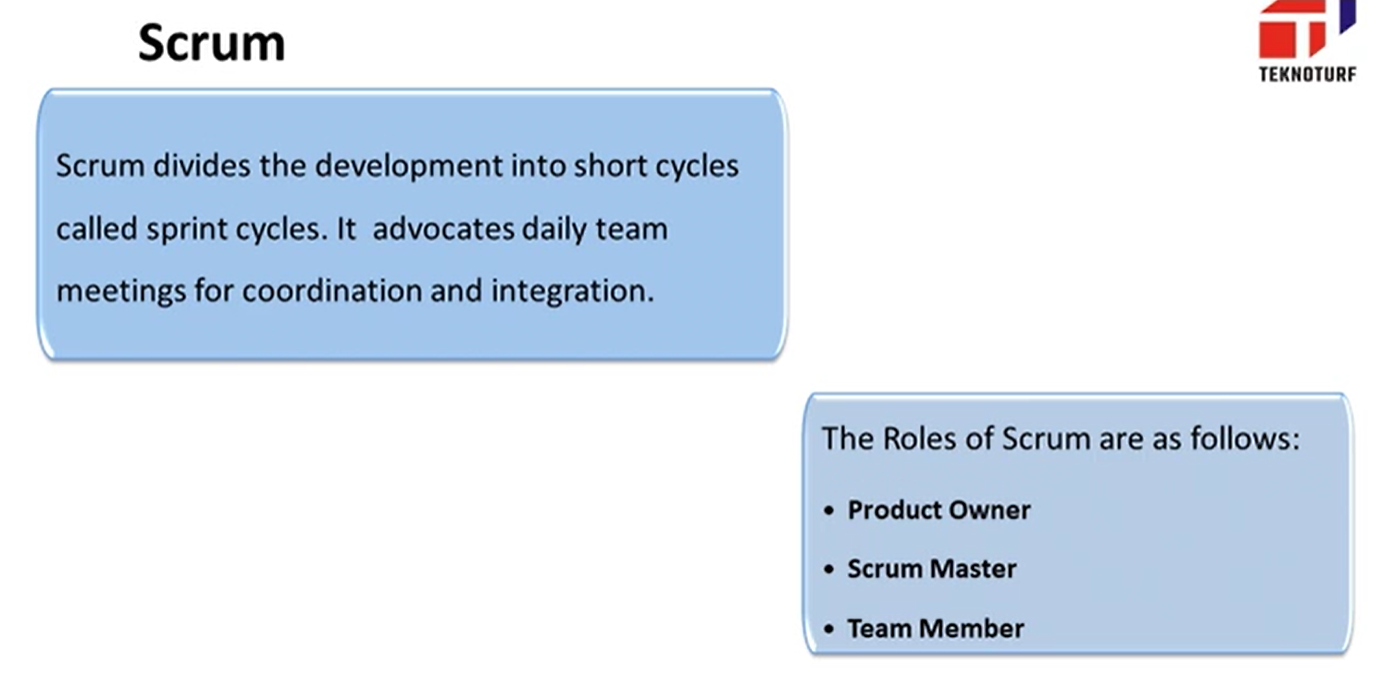 Scrum
TEKNOTURF
Scrum divides the development into short cycles
called sprint cycles. It  advocates daily team
meetings for coordination and integration.
The Roles of Scrum are as follows:
• Product Owner
• Scrum Master
• Team Member